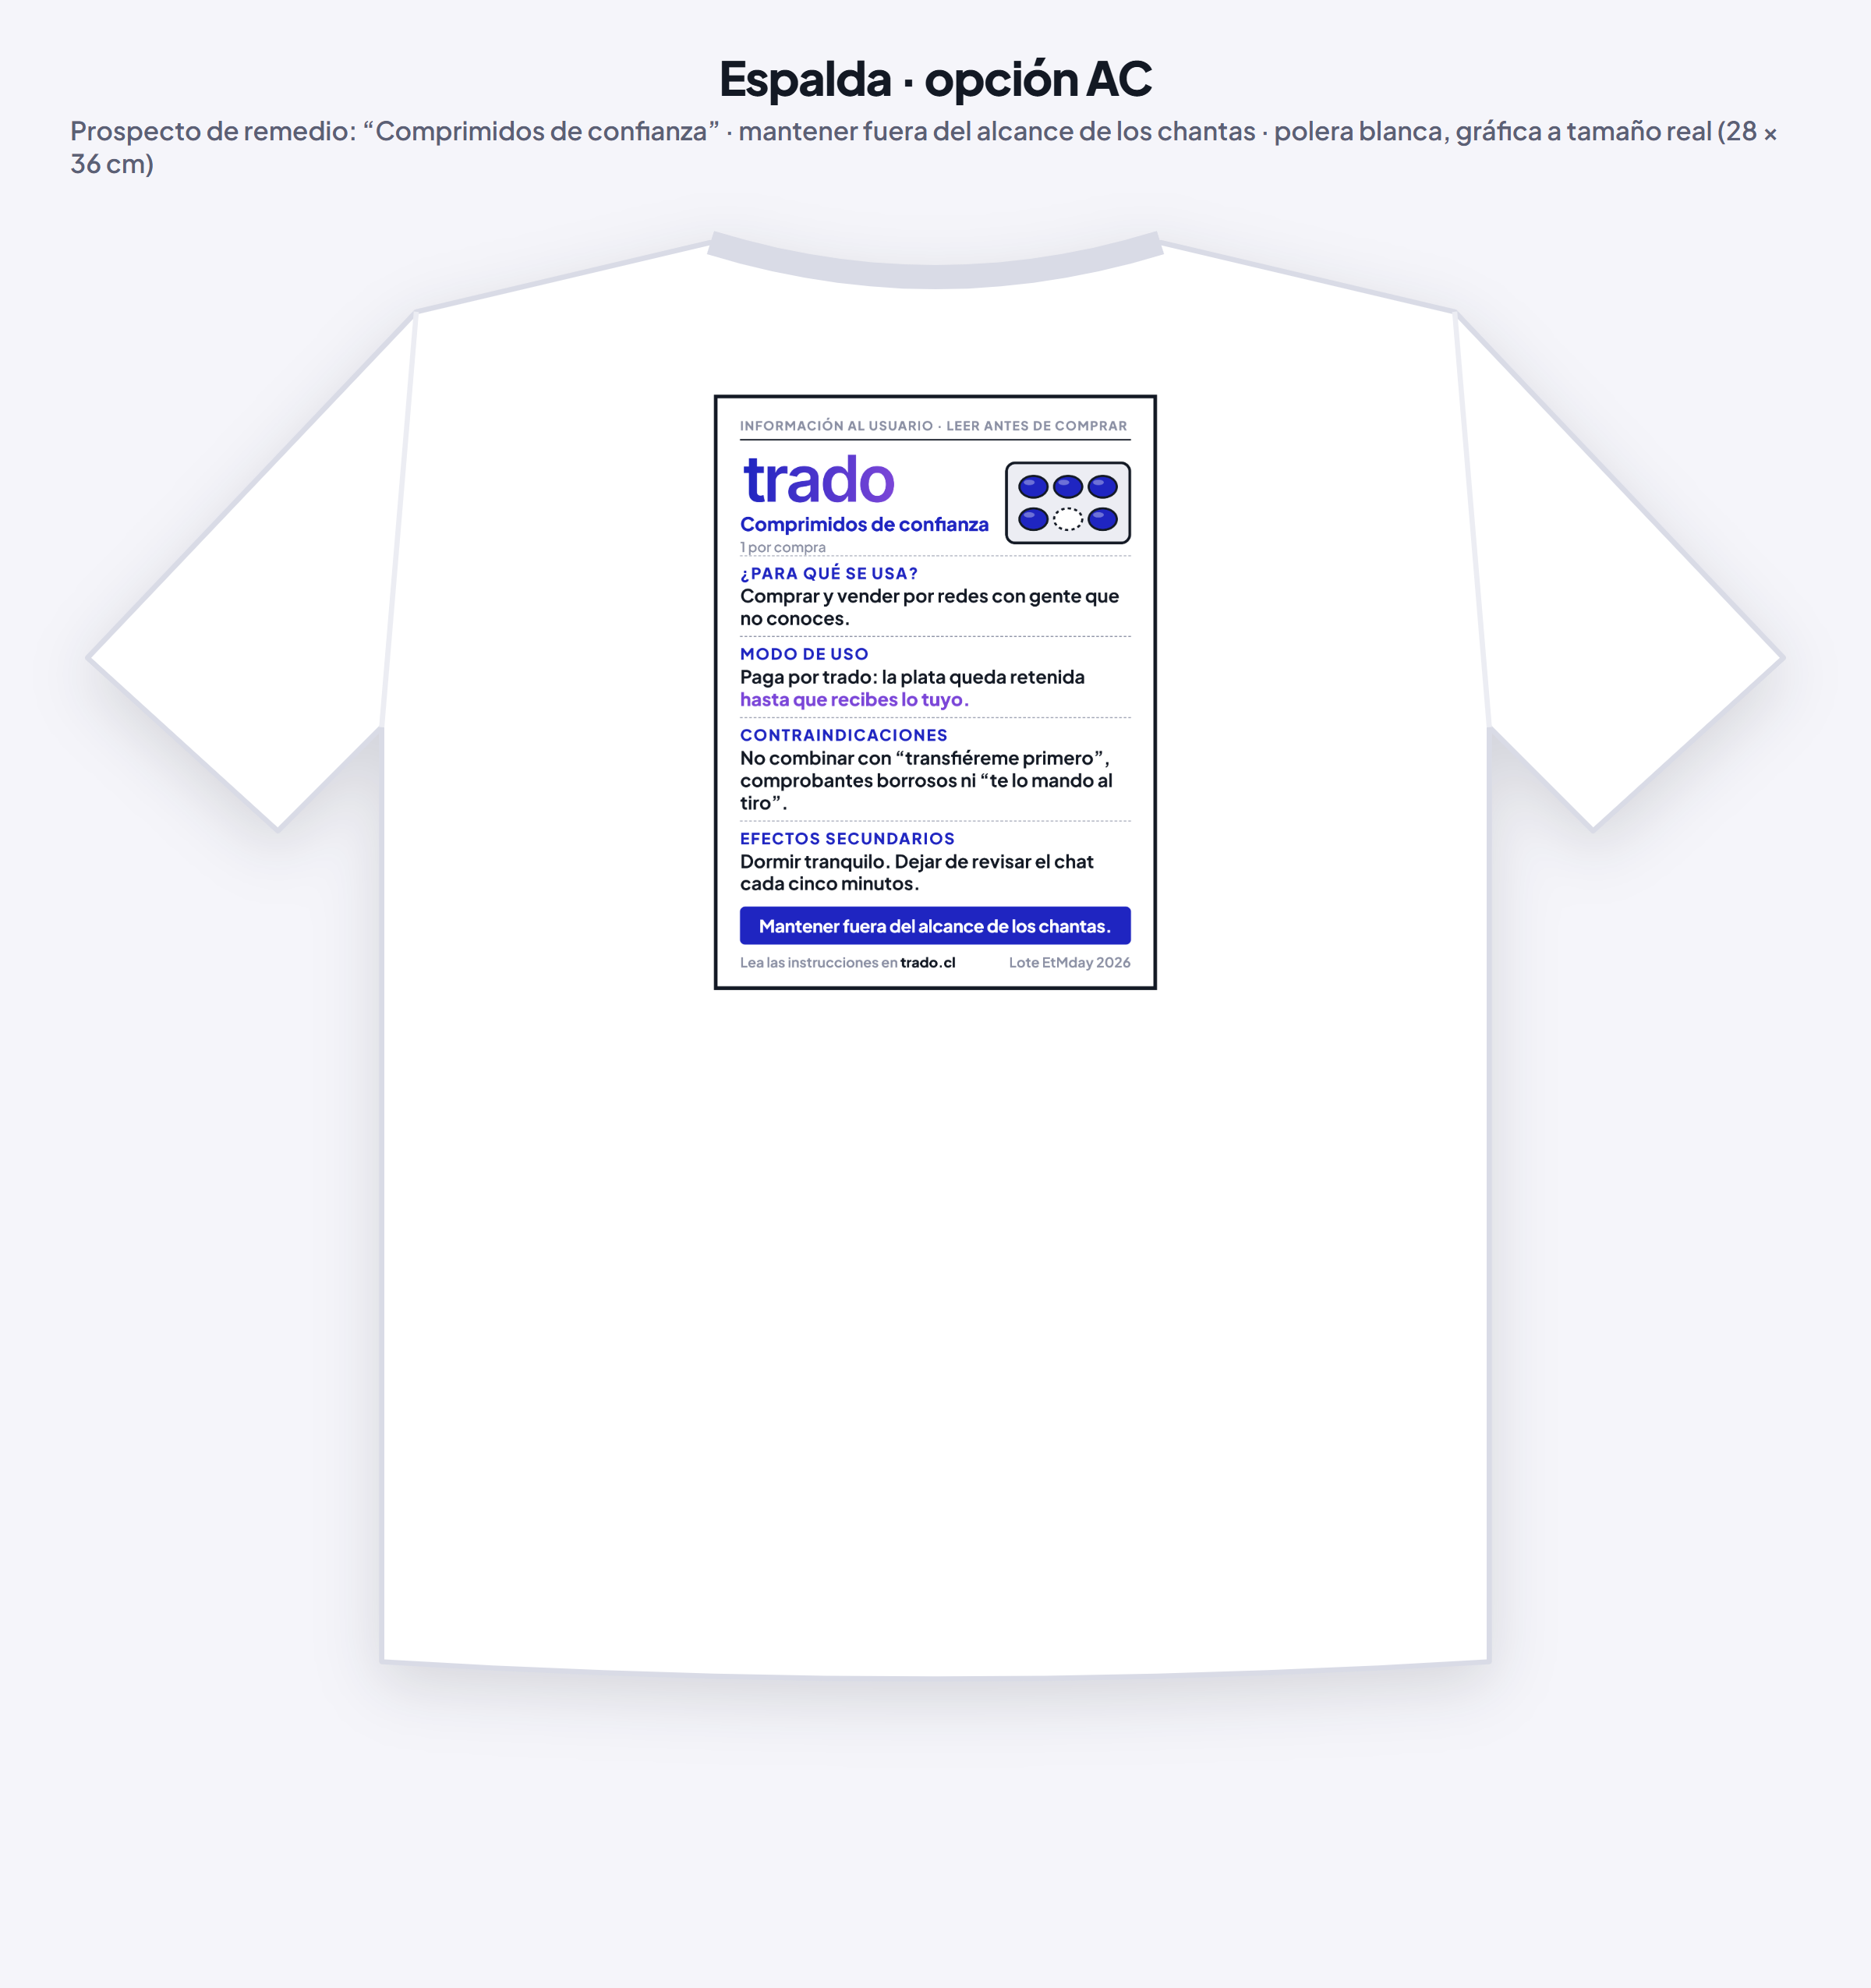 Espalda · opción AC
Prospecto de remedio: “Comprimidos de confianza” · mantener fuera del alcance de los chantas · polera blanca, gráfica a tamaño real (28 ×
36 cm)
INFORMACIÓN AL USUARIO · LEER ANTES DE COMPRAR
trado
Comprimidos de confianza
1 por compra
¿PARA QUÉ SE USA?
Comprar y vender por redes con gente que
no conoces.
MODO DE USO
Paga por trado: la plata queda retenida
hasta que recibes lo tuyo.
CONTRAINDICACIONES
No combinar con “transfiéreme primero”,
comprobantes borrosos ni “te lo mando al
tiro”.
EFECTOS SECUNDARIOS
Dormir tranquilo. Dejar de revisar el chat
cada cinco minutos.
Mantener fuera del alcance de los chantas.
Lea las instrucciones en trado.cl
Lote EtMday 2026